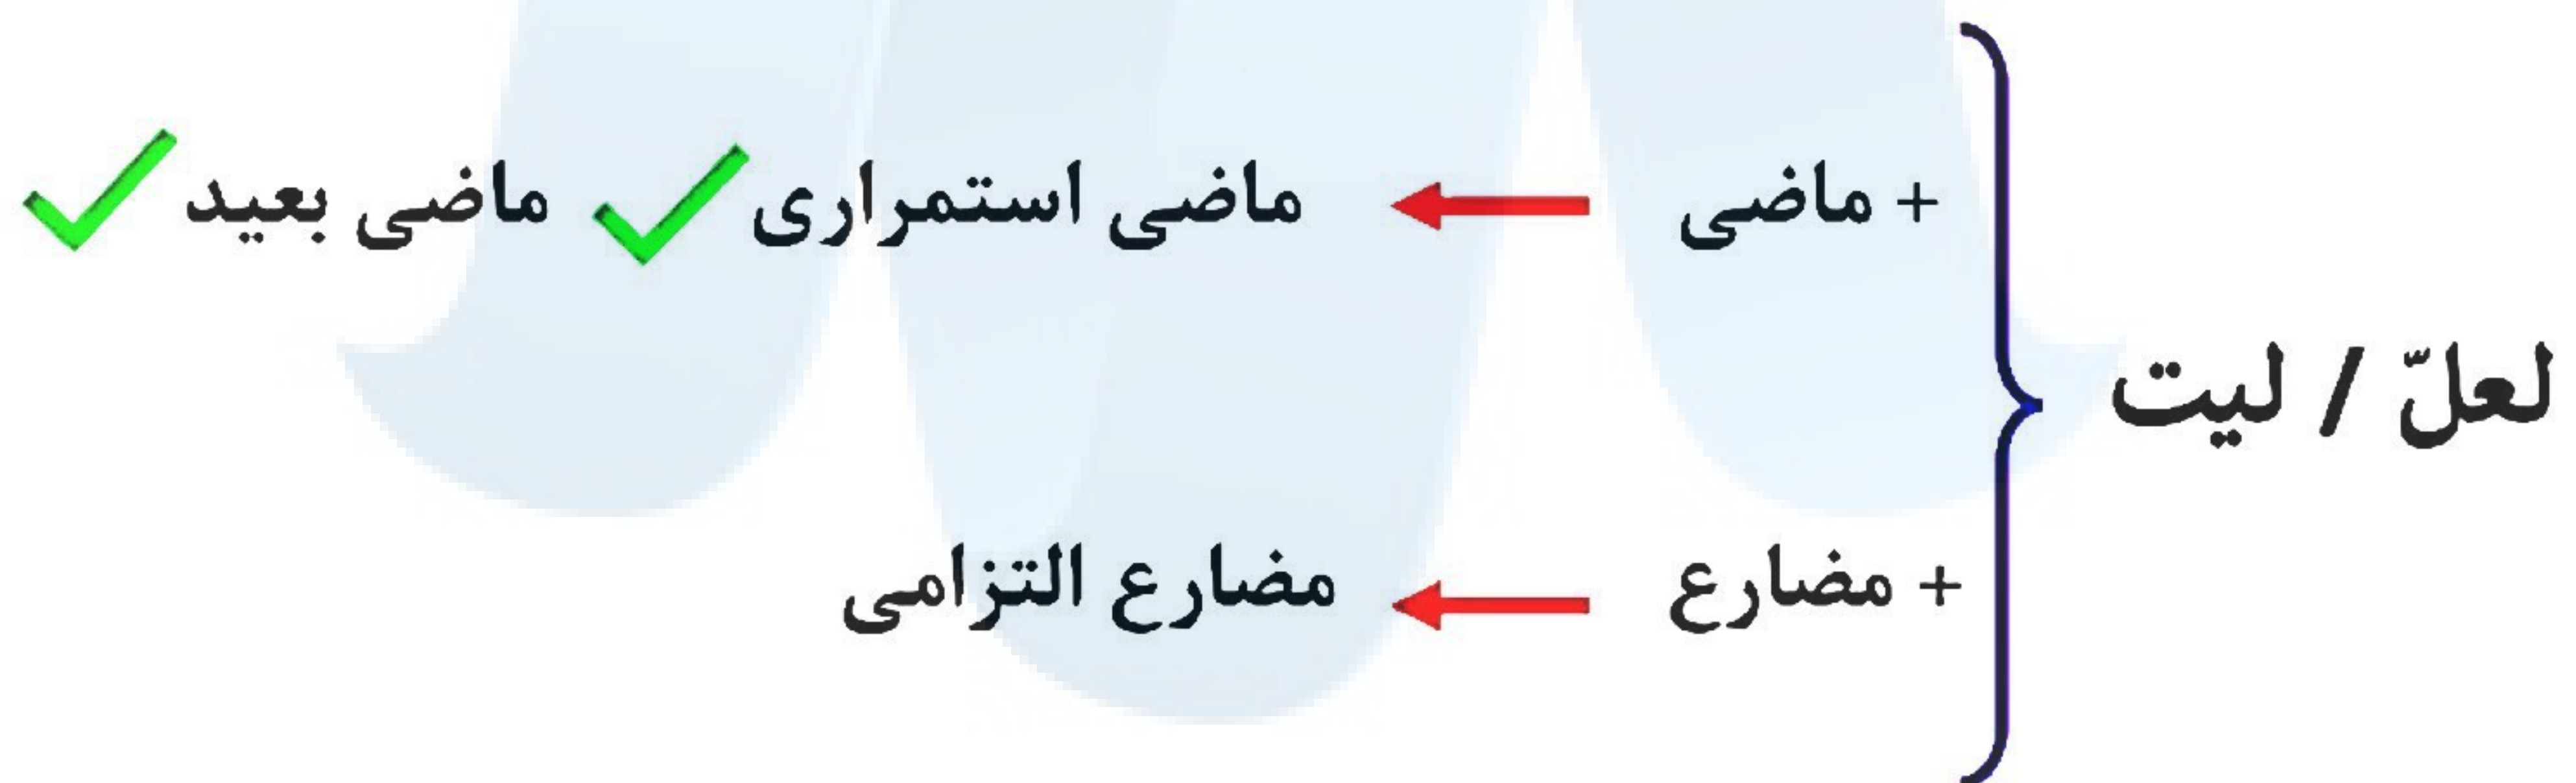 + ماضی ← ماضی استمراری ✓ ماضی بعید ✓
لعلّ / لیت
+ مضارع ← مضارع التزامی